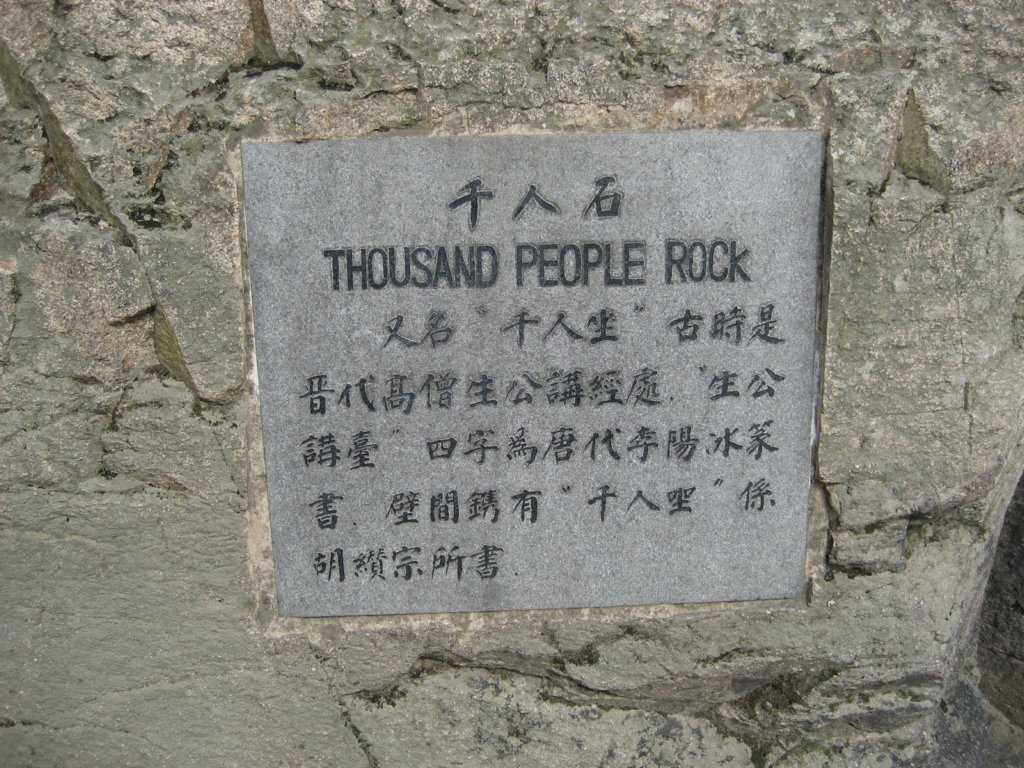 千人石
THOUSAND PEOPLE ROCK
又名"千人坐"古時是
晋代高僧生公講經處."生公
講臺"四字為唐代李陽冰篆
書.壁間鐫有"千人坐"係
胡纘宗所書.